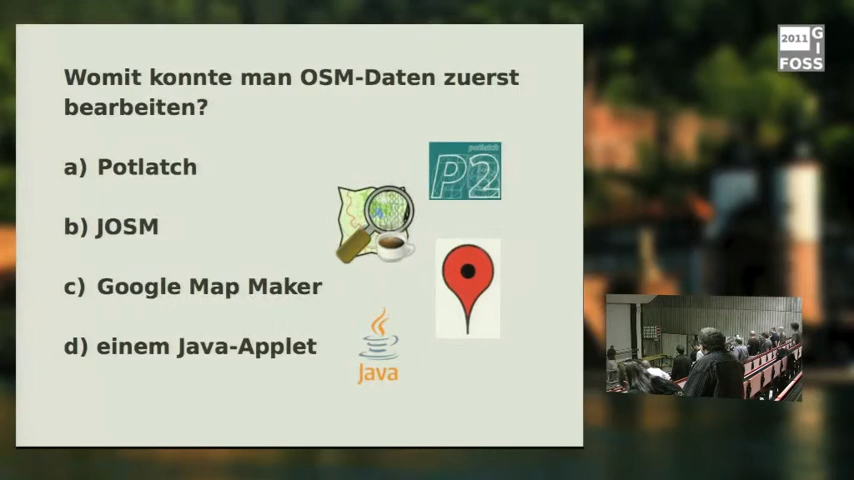 Womit konnte man OSM-Daten zuerst
bearbeiten?
a) Potlatch
b) JOSM
c) Google Map Maker
d) einem Java-Applet
potlatch
P2
Java
2011
G
I
FOSS